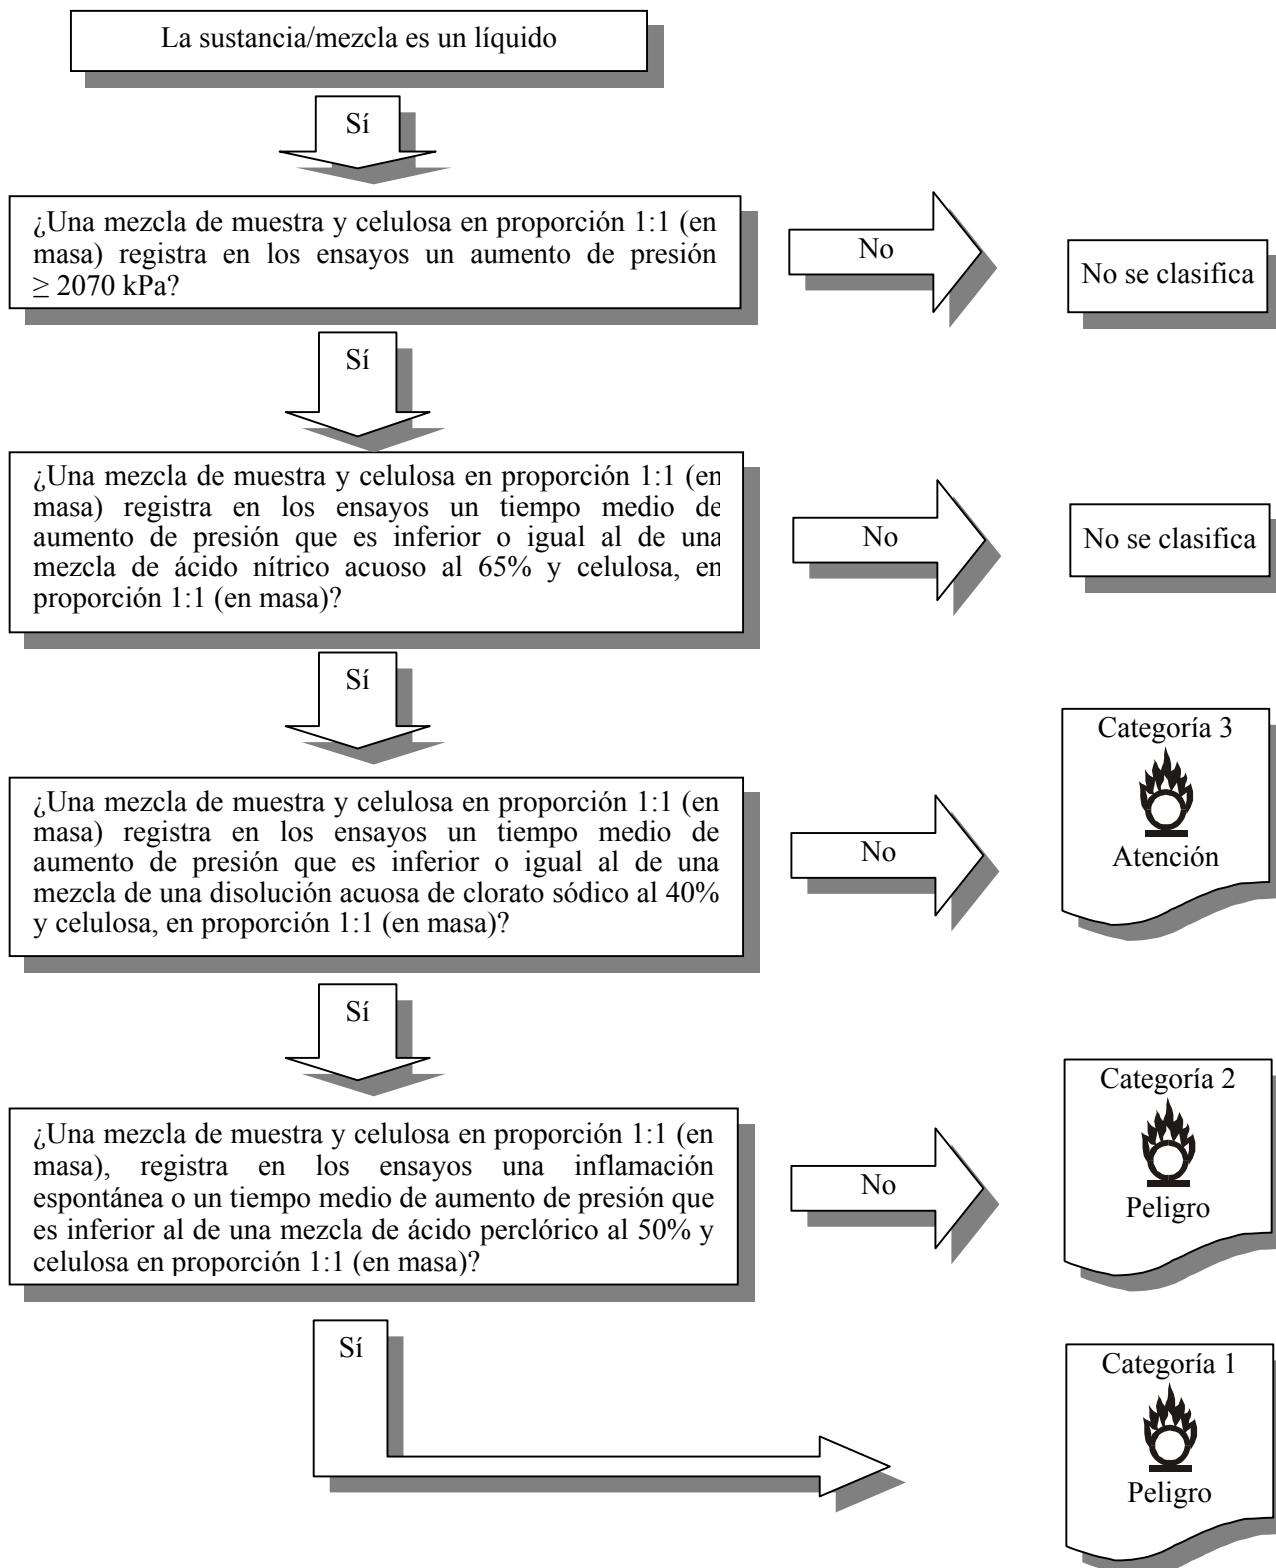 La sustancia/mezcla es un líquido
Sí
¿Una mezcla de muestra y celulosa en proporción 1:1 (en
masa) registra en los ensayos un aumento de presión
≥ 2070 kPa?
No
No se clasifica
Sí
¿Una mezcla de muestra y celulosa en proporción 1:1 (en
masa) registra en los ensayos un tiempo medio de
aumento de presión que es inferior o igual al de una
mezcla de ácido nítrico acuoso al 65% y celulosa, en
proporción 1:1 (en masa)?
No
No se clasifica
Sí
¿Una mezcla de muestra y celulosa en proporción 1:1 (en
masa) registra en los ensayos un tiempo medio de
aumento de presión que es inferior o igual al de una
mezcla de una disolución acuosa de clorato sódico al 40%
y celulosa, en proporción 1:1 (en masa)?
No
Categoría 3
Atención
Sí
¿Una mezcla de muestra y celulosa en proporción 1:1 (en
masa), registra en los ensayos una inflamación
espontánea o un tiempo medio de aumento de presión que
es inferior al de una mezcla de ácido perclórico al 50% y
celulosa en proporción 1:1 (en masa)?
No
Categoría 2
Peligro
Sí
Categoría 1
Peligro